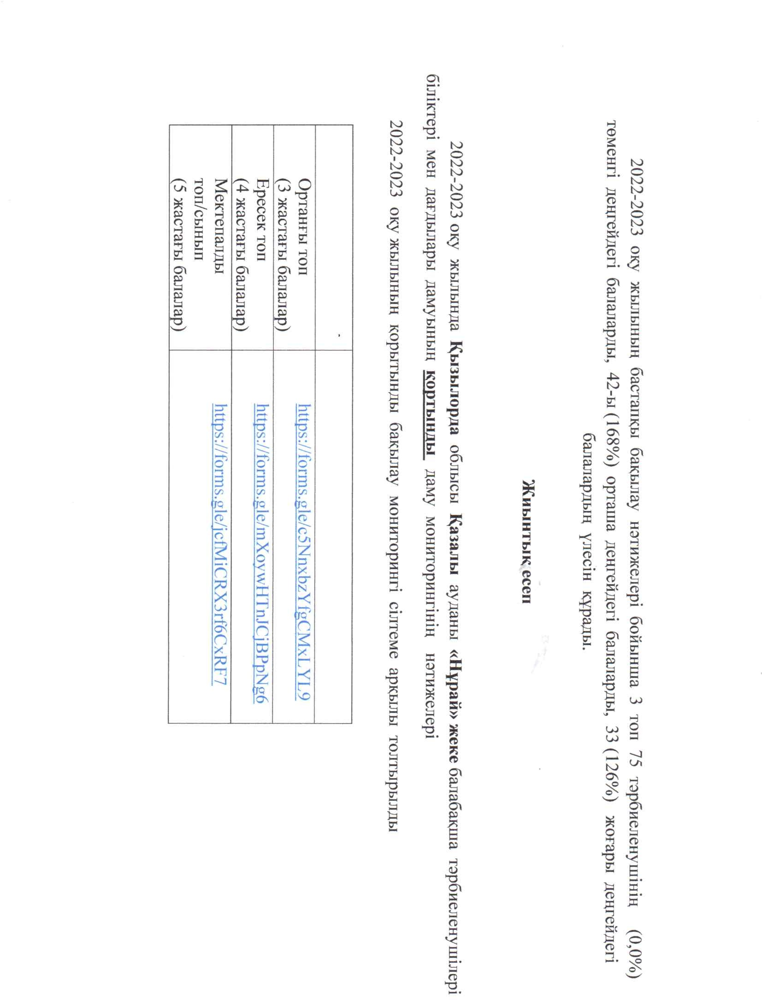 2022-2023 оқу жылының бастапқы бақылау нәтижелері бойынша 3 топ 75 тәрбиеленушінің (0,0%)
төменгі деңгейдегі балаларды, 42-ы (168%) орташа деңгейдегі балаларды, 33 (126%) жоғары деңгейдегі
балалардың үлесін құрады.
Жиынтық есеп
2022-2023 оқу жылында Қызылорда облысы Қазалы ауданы «Нұрай» жеке балабақша тәрбиеленушілері
біліктері мен дағдылары дамуының қортынды даму мониторингінің нәтижелері
2022-2023 оқу жылының қорытынды бақылау мониторингі сілтеме арқылы толтырылды
Ортанғы топ
(3 жастағы балалар)
https://forms.gle/c5NnxbzYfgCMxLYL9
Ересек топ
(4 жастағы балалар)
https://forms.gle/mXoywHTnJCjBPpNg6
Мектепалды
топ/сынып
(5 жастағы балалар)
https://forms.gle/jcfMiCRX3rf6CxRF7